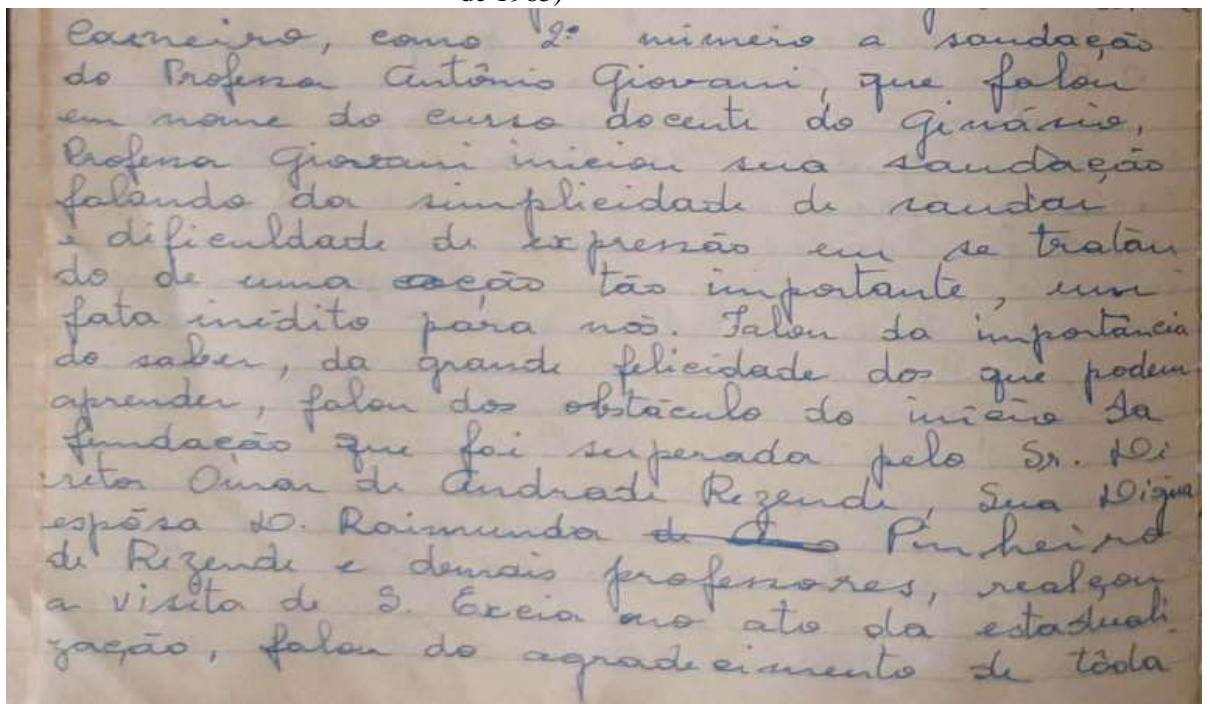 de 1965)
Carneiro, como 2º número a saudação
do Professor Antônio Giovani, que falou
em nome do curso docente do Ginásio,
Professor Giovani iniciou sua saudação
falando da simplicidade de saudar
e dificuldade de expressão em se tratan
do de uma ocação tão importante, um
fato inédito para nós. Falou da importância
do saber, da grande felicidade dos que podem
aprender, falou dos obstáculo do inicio da
fundação que foi superada pelo Sr. Di
retor Omar de Andrade Rezende, Sua Digna
espôsa D. Raimunda Pinheiro
de Rezende e demais professores, realçou
a visita de S. Excia no ato da estaduali
zação, falou do agradecimento de tôda